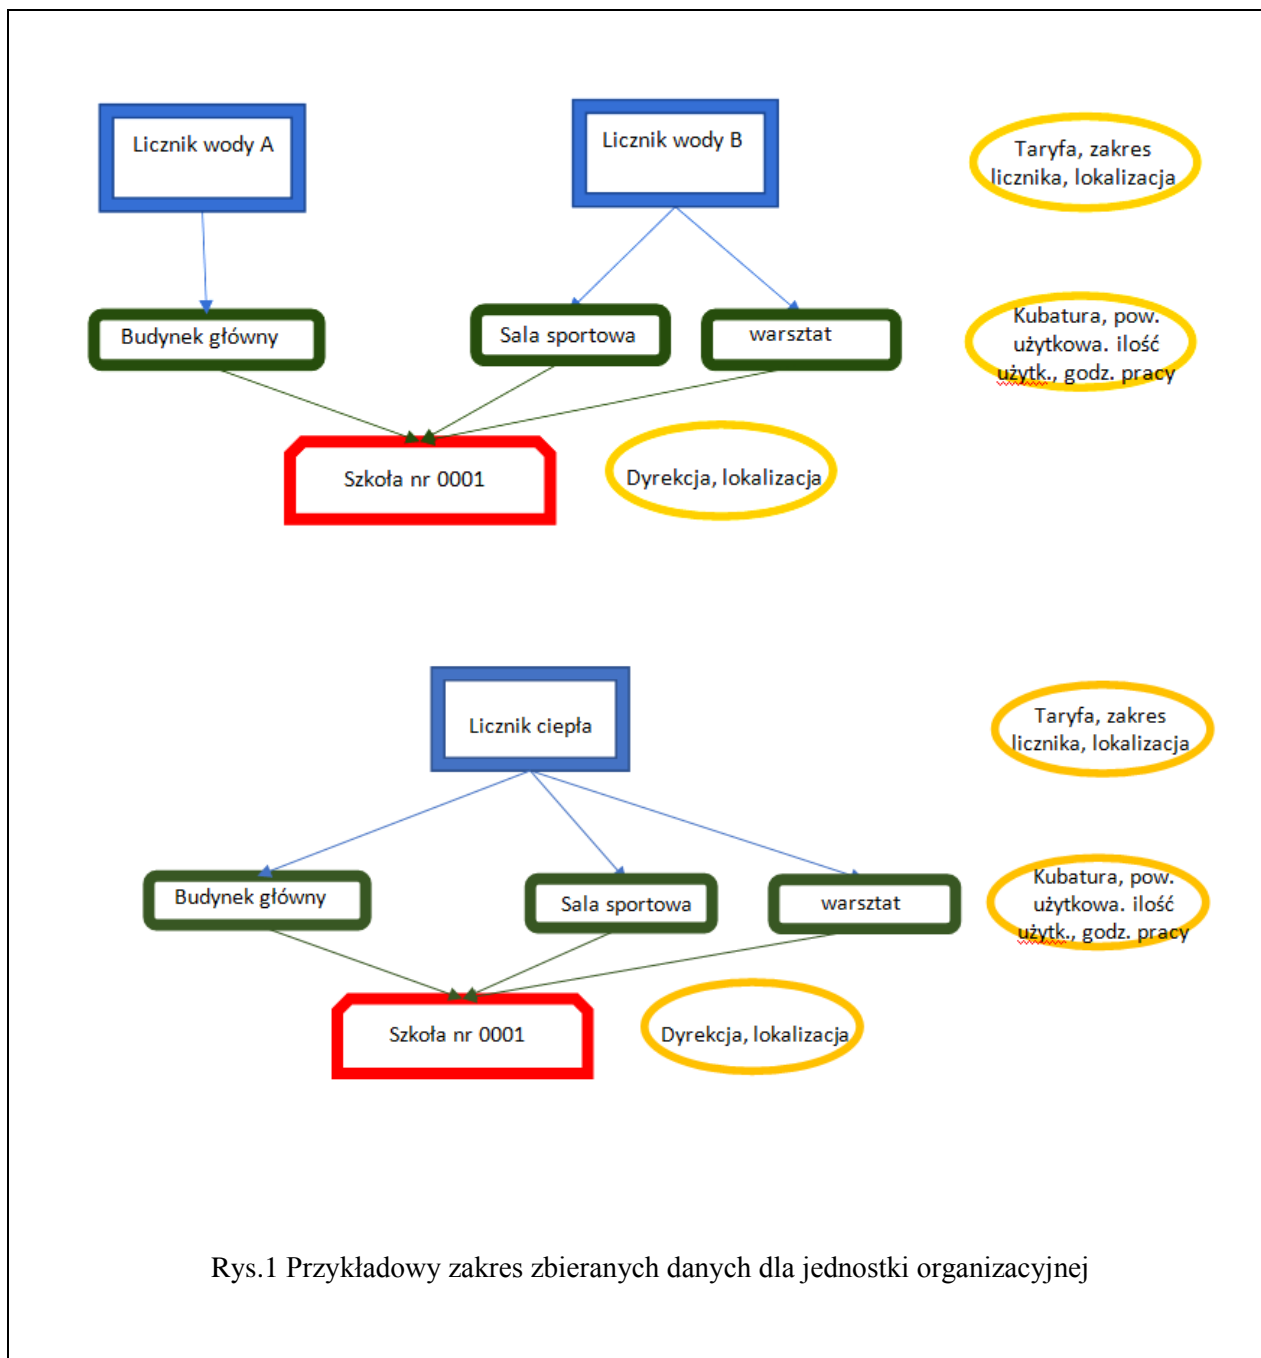 Licznik wody A
Licznik wody B
Taryfa, zakres
licznika, lokalizacja
Budynek główny
Sala sportowa
warsztat
Kubatura, pow.
użytkowa. ilość
użytk., godz. pracy
Szkoła nr 0001
Dyrekcja, lokalizacja
Licznik ciepła
Taryfa, zakres
licznika, lokalizacja
Budynek główny
Sala sportowa
warsztat
Kubatura, pow.
użytkowa. ilość
użytk., godz. pracy
Szkoła nr 0001
Dyrekcja, lokalizacja
Rys.1 Przykładowy zakres zbieranych danych dla jednostki organizacyjnej